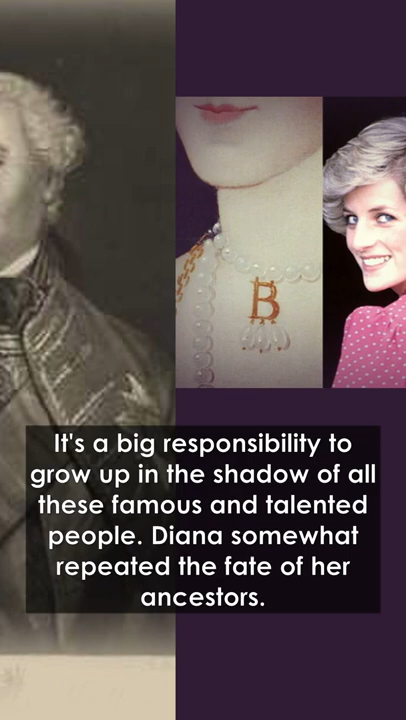 B
It's a big responsibility to
grow up in the shadow of all
these famous and talented
people. Diana somewhat
repeated the fate of her
ancestors.